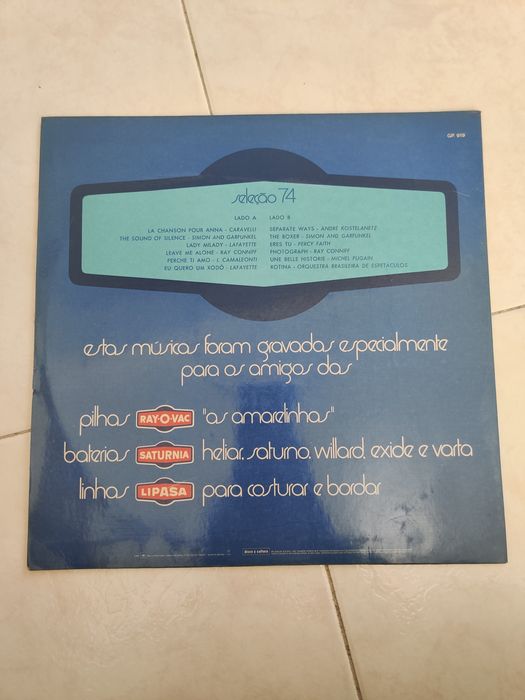 GP. 919
seleção 74
LADO A LADO B
LA CHANSON POUR ANNA - CARAVELLI
THE SOUND OF SILENCE - SIMON AND GARFUNKEL
LADY MILADY - LAFAYETTE
LEAVE ME ALONE - RAY CONNIFF
PERCHE TI AMO - I. CAMALEONTI
EU QUERO UM XODÓ - LAFAYETTE
SEPARATE WAYS - ANDRÉ KOSTELANETZ
THE BOXER - SIMON AND GARFUNKEL
ERES TU - PERCY FAITH
PHOTOGRAPH - RAY CONNIFF
UNE BELLE HISTORIE - MICHEL FUGAIN
ROTINA - ORQUESTRA BRASILEIRA DE ESPETÁCULOS
estas músicas foram gravadas especialmente
para os amigos das
pilhas RAY-O-VAC "as amarelinhas"
baterias SATURNIA heliar, saturno, willard, exide e varta
linhas LIPASA para costurar e bordar
disco é cultura